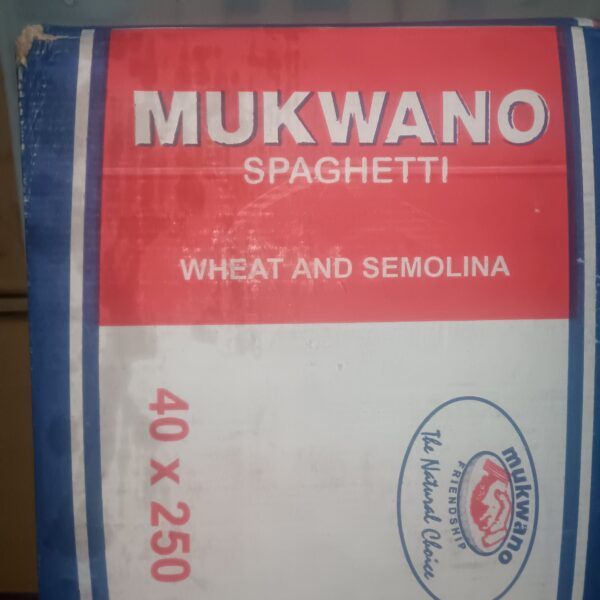 MUKWANO
SPAGHETTI
WHEAT AND SEMOLINA
40 x 250
mukwano
FRIENDSHIP
The Natural Choice